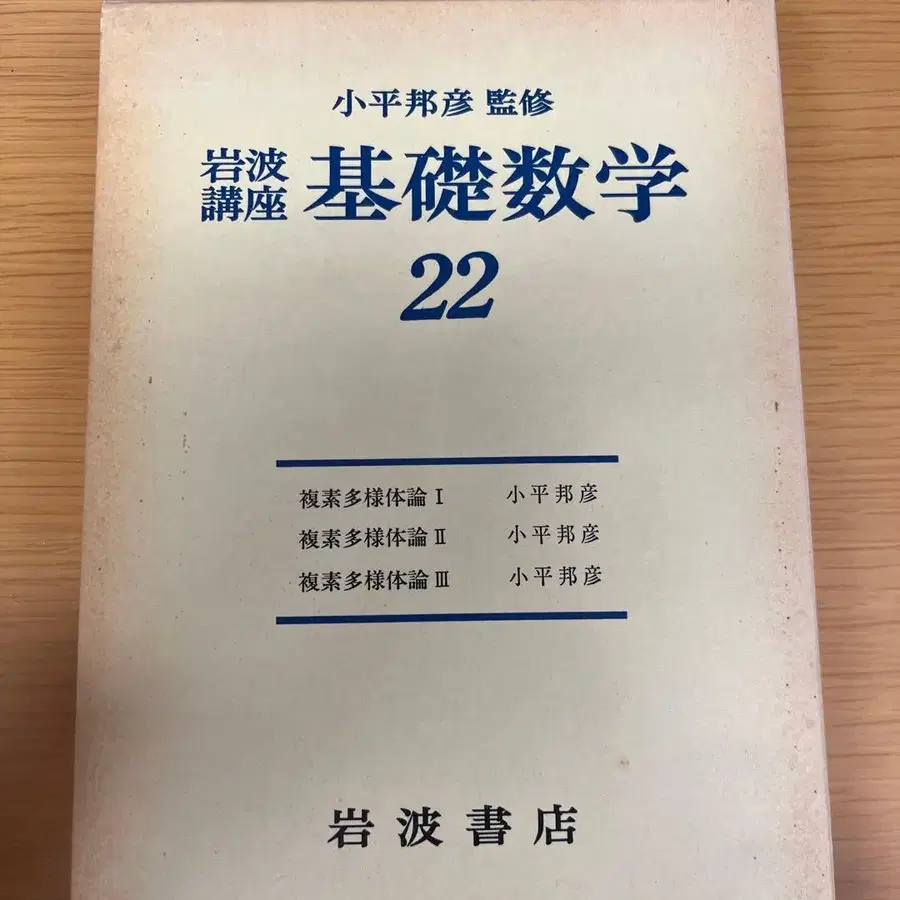 小平邦彦 監修
岩波講座 基礎数学
22
複素多様体論 I 小平邦彦
複素多様体論 II 小平邦彦
複素多様体論 III 小平邦彦
岩波書店